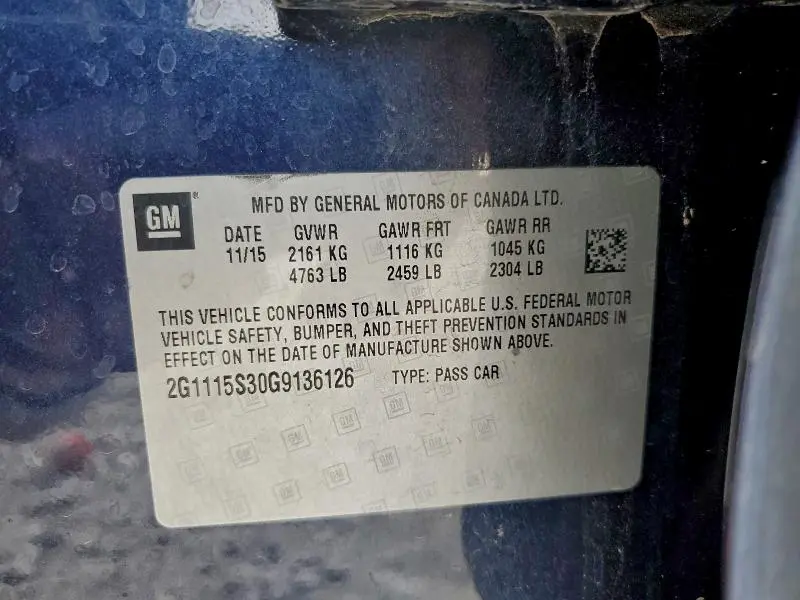 GM ®
MFD BY GENERAL MOTORS OF CANADA LTD.
DATE GVWR GAWR FRT GAWR RR
11/15 2161 KG 1116 KG 1045 KG
4763 LB 2459 LB 2304 LB
THIS VEHICLE CONFORMS TO ALL APPLICABLE U.S. FEDERAL MOTOR
VEHICLE SAFETY, BUMPER, AND THEFT PREVENTION STANDARDS IN
EFFECT ON THE DATE OF MANUFACTURE SHOWN ABOVE.
2G1115S30G9136126 TYPE: PASS CAR